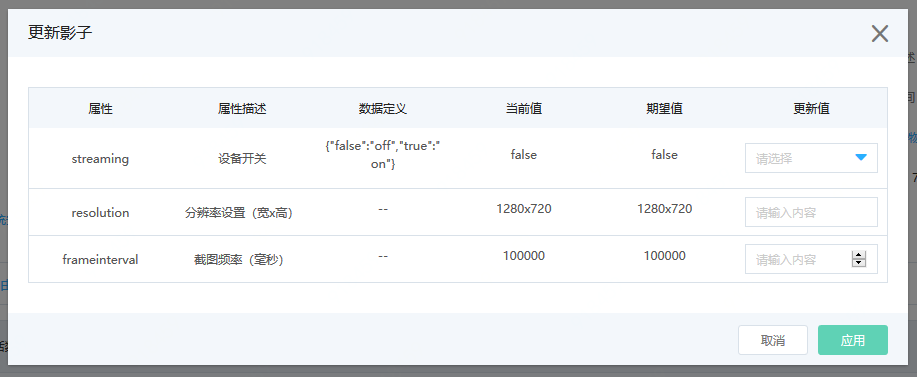 更新影子
属性 属性描述 数据定义 当前值 期望值 更新值
streaming 设备开关 {"false":"off","true":"on"} false false 请选择
resolution 分辨率设置（宽x高） -- 1280x720 1280x720 请输入内容
frameinterval 截图频率（毫秒） -- 100000 100000 请输入内容
取消 应用